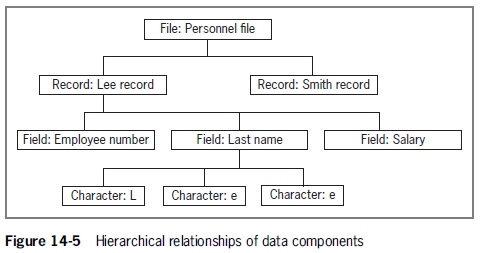 File: Personnel file
Record: Lee record
Record: Smith record
Field: Employee number
Field: Last name
Field: Salary
Character: L
Character: e
Character: e
Figure 14-5 Hierarchical relationships of data components